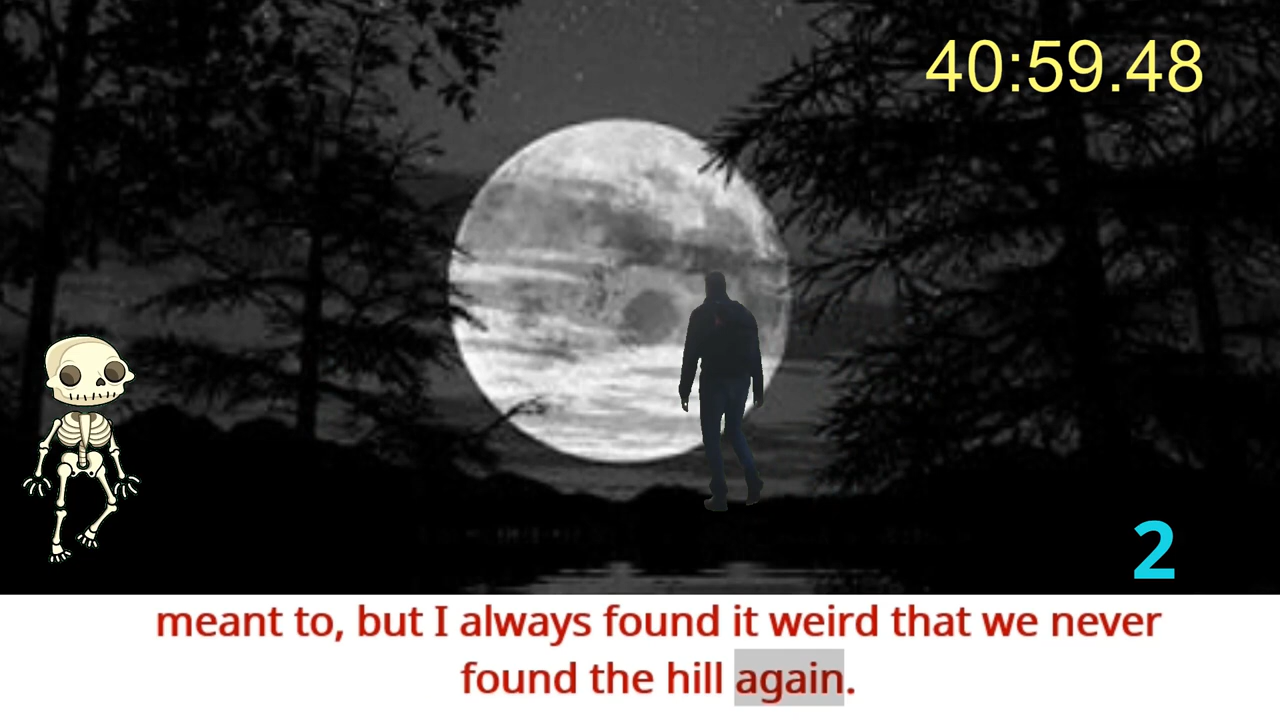 40:59.48
2
meant to, but I always found it weird that we never
found the hill again.